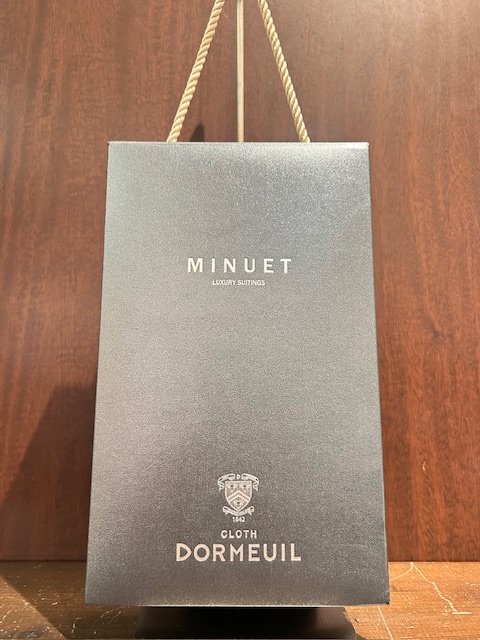 MINUET
LUXURY SUITINGS
1842
CLOTH
DORMEUIL